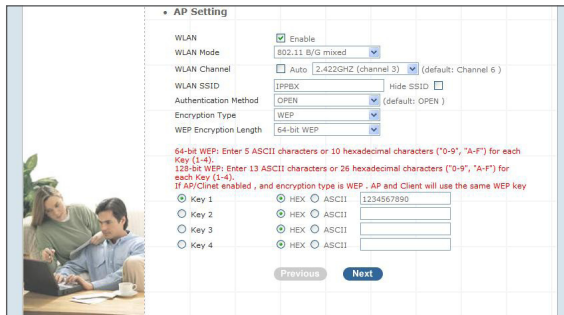 • AP Setting
WLAN Enable
WLAN Mode 802.11 B/G mixed
WLAN Channel Auto 2.422GHZ (channel 3) (default: Channel 6 )
WLAN SSID IPPBX Hide SSID
Authentication Method OPEN (default: OPEN )
Encryption Type WEP
WEP Encryption Length 64-bit WEP
64-bit WEP: Enter 5 ASCII characters or 10 hexadecimal characters ("0-9", "A-F") for each
Key (1-4).
128-bit WEP: Enter 13 ASCII characters or 26 hexadecimal characters ("0-9", "A-F") for
each Key (1-4).
If AP/Clinet enabled , and encryption type is WEP . AP and Client will use the same WEP key
Key 1 HEX ASCII 1234567890
Key 2 HEX ASCII
Key 3 HEX ASCII
Key 4 HEX ASCII
Previous Next